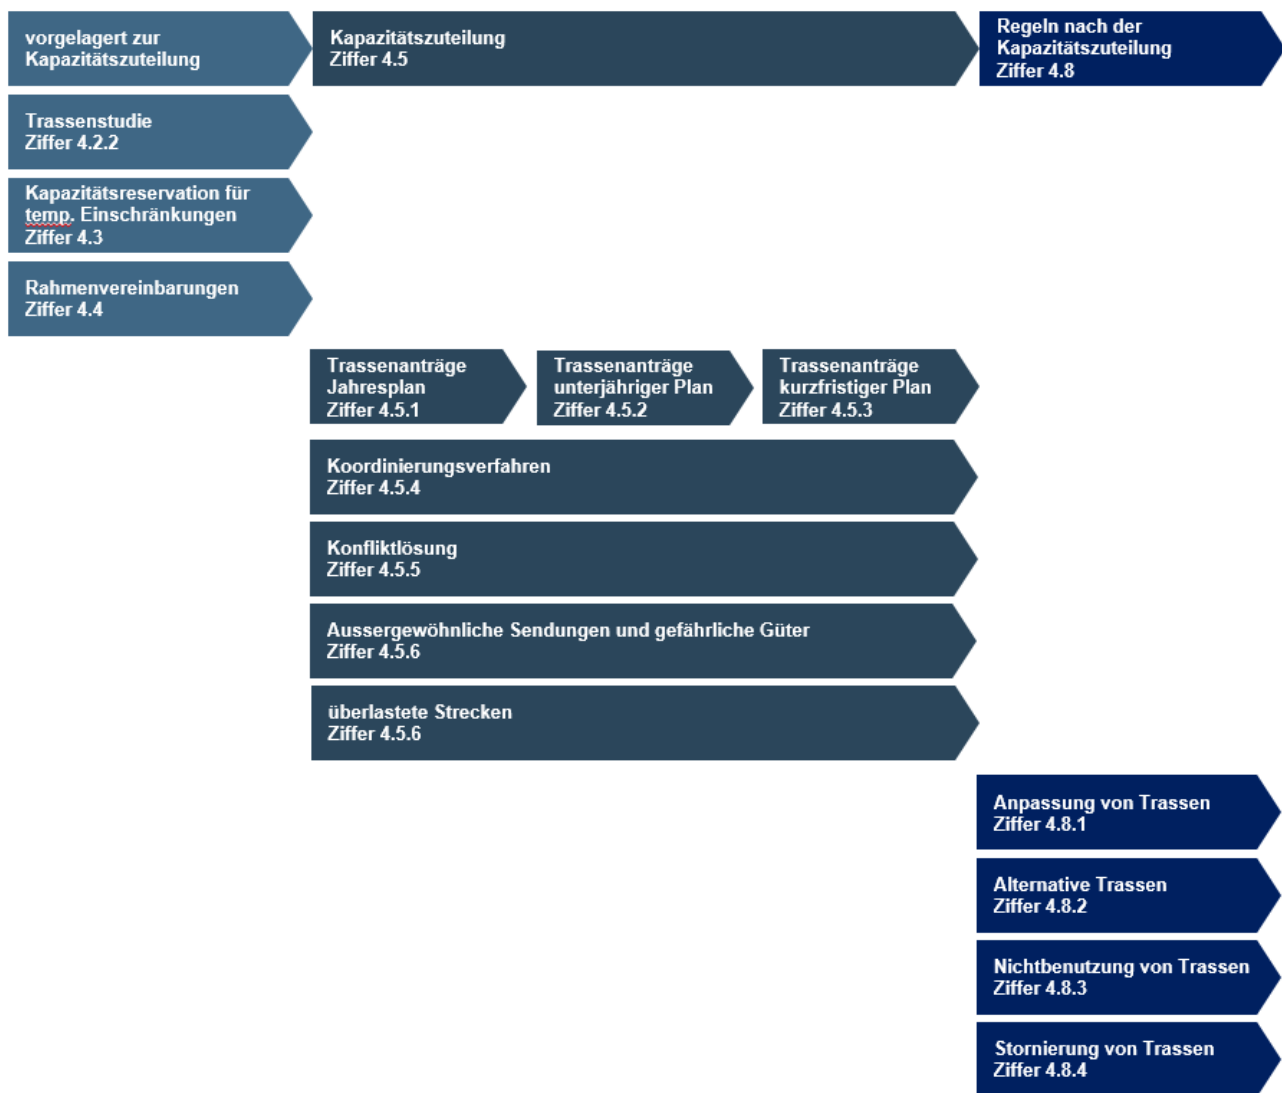 vorgelagert zur
Kapazitätszuteilung
Kapazitätszuteilung
Ziffer 4.5
Regeln nach der
Kapazitätszuteilung
Ziffer 4.8
Trassenstudie
Ziffer 4.2.2
Kapazitätsreservation für
temp. Einschränkungen
Ziffer 4.3
Rahmenvereinbarungen
Ziffer 4.4
Trassenanträge
Jahresplan
Ziffer 4.5.1
Trassenanträge
unterjähriger Plan
Ziffer 4.5.2
Trassenanträge
kurzfristiger Plan
Ziffer 4.5.3
Koordinierungsverfahren
Ziffer 4.5.4
Konfliktlösung
Ziffer 4.5.5
Aussergewöhnliche Sendungen und gefährliche Güter
Ziffer 4.5.6
überlastete Strecken
Ziffer 4.5.6
Anpassung von Trassen
Ziffer 4.8.1
Alternative Trassen
Ziffer 4.8.2
Nichtbenutzung von Trassen
Ziffer 4.8.3
Stornierung von Trassen
Ziffer 4.8.4